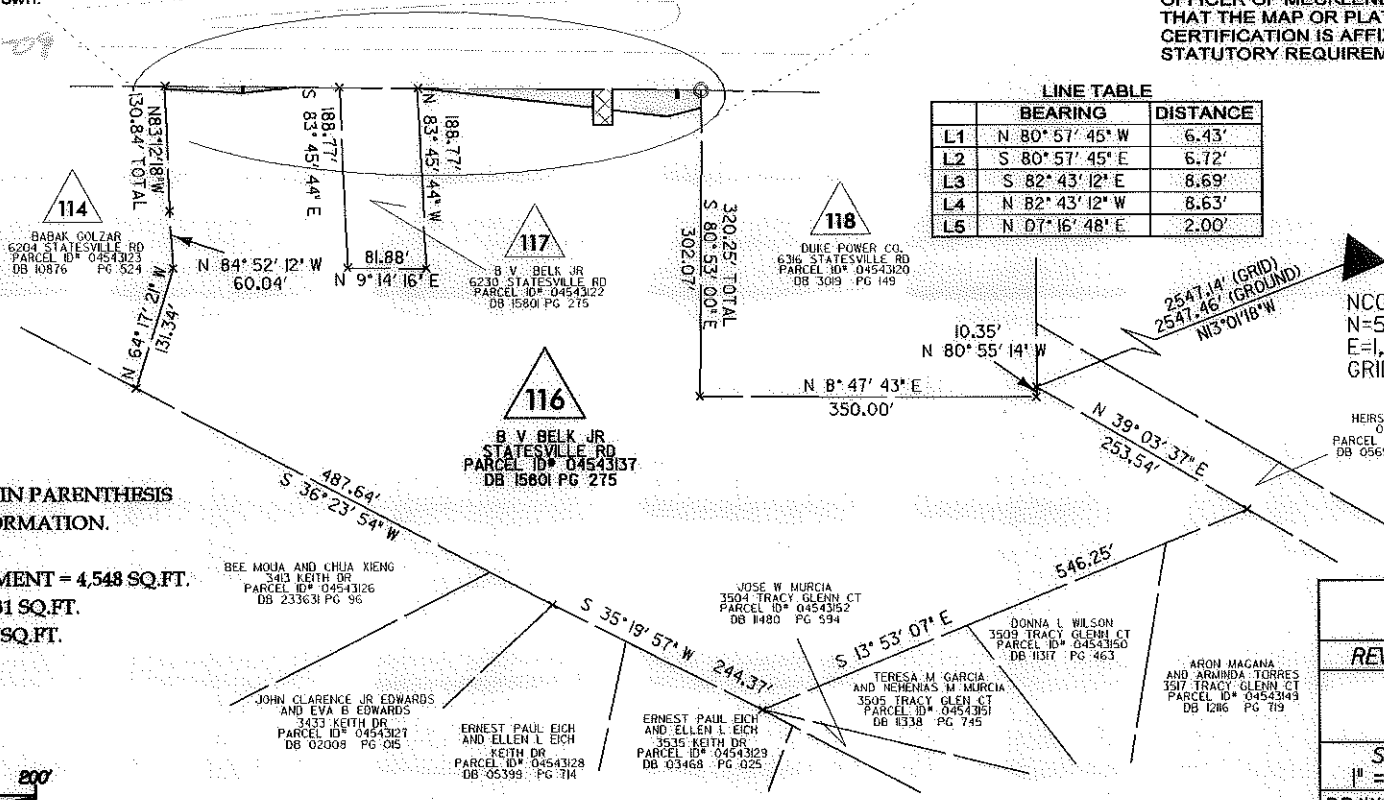 OFFICER OF
THAT THE MAP OR PLAT
CERTIFICATION IS AFFI
STATUTORY REQUIREM
LINE TABLE
BEARING DISTANCE
L1 N 80° 57' 45" W 6.43'
L2 S 80° 57' 45" E 6.72'
L3 S 82° 43' 12" E 8.69'
L4 N 82° 43' 12" W 8.63'
L5 N 07° 16' 48" E 2.00'
N83°12'18"W
130.84' TOTAL
188.77'
S 83° 45' 44" E
188.77'
N 83° 45' 44" W
114
BABAK GOLZAR
6204 STATESVILLE RD
PARCEL ID# 04543123
DB 10876 PG 524
N 84° 52' 12" W
60.04'
N 64° 17' 21" W
131.34'
81.88'
N 9° 14' 16" E
117
B V BELK JR
6230 STATESVILLE RD
PARCEL ID# 04543122
DB 15801 PG 275
320.25' TOTAL
S 80° 53' 00" E
302.07'
118
DUKE POWER CO.
6316 STATESVILLE RD
PARCEL ID# 04543120
DB 3019 PG 149
2547.14' (GRID)
2547.46' (GROUND)
N13°01'18"W
NCG
N=5
E=1,
GRID
10.35'
N 80° 55' 14" W
N 8° 47' 43" E
350.00'
N 39° 03' 37" E
253.54'
HEIRS
PARCEL
DB 056
116
B V BELK JR
STATESVILLE RD
PARCEL ID# 04543137
DB 15801 PG 275
IN PARENTHESIS
ORMATION.
MENT = 4,548 SQ.FT.
31 SQ.FT.
SQ.FT.
487.64'
S 36° 23' 54" W
BEE MOUA AND CHUA XIENG
3413 KEITH DR
PARCEL ID# 04543126
DB 233631 PG 96
S 35° 19' 57" W 244.37'
JOSE W MURCIA
3504 TRACY GLENN CT
PARCEL ID# 04543152
DB 11480 PG 594
S 13° 53' 07" E
546.25'
DONNA L WILSON
3509 TRACY GLENN CT
PARCEL ID# 04543150
DB 11317 PG 463
TERESA M GARCIA
AND NEHENIAS M MURCIA
3505 TRACY GLEN CT
PARCEL ID# 04543151
DB 11338 PG 745
ARON MAGANA
AND ARMINDA TORRES
3517 TRACY GLENN CT
PARCEL ID# 04543149
DB 12116 PG 719
JOHN CLARENCE JR EDWARDS
AND EVA B EDWARDS
3433 KEITH DR
PARCEL ID# 04543127
DB 02008 PG 015
ERNEST PAUL EICH
AND ELLEN L EICH
KEITH DR
PARCEL ID# 04543128
DB 05399 PG 714
ERNEST PAUL EICH
AND ELLEN L EICH
3535 KEITH DR
PARCEL ID# 04543129
DB 03468 PG 025
200'
REV
S
1" =